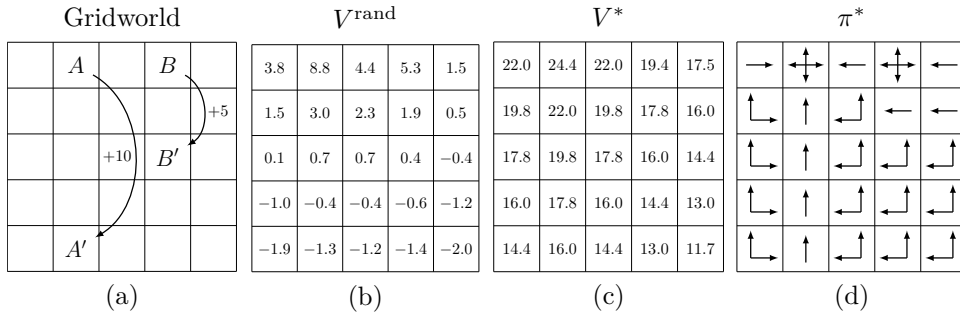 Gridworld V^rand V^* π^*
A B
+5
+10 B′
A′
3.8 8.8 4.4 5.3 1.5
1.5 3.0 2.3 1.9 0.5
0.1 0.7 0.7 0.4 −0.4
−1.0 −0.4 −0.4 −0.6 −1.2
−1.9 −1.3 −1.2 −1.4 −2.0
22.0 24.4 22.0 19.4 17.5
19.8 22.0 19.8 17.8 16.0
17.8 19.8 17.8 16.0 14.4
16.0 17.8 16.0 14.4 13.0
14.4 16.0 14.4 13.0 11.7
(a) (b) (c) (d)